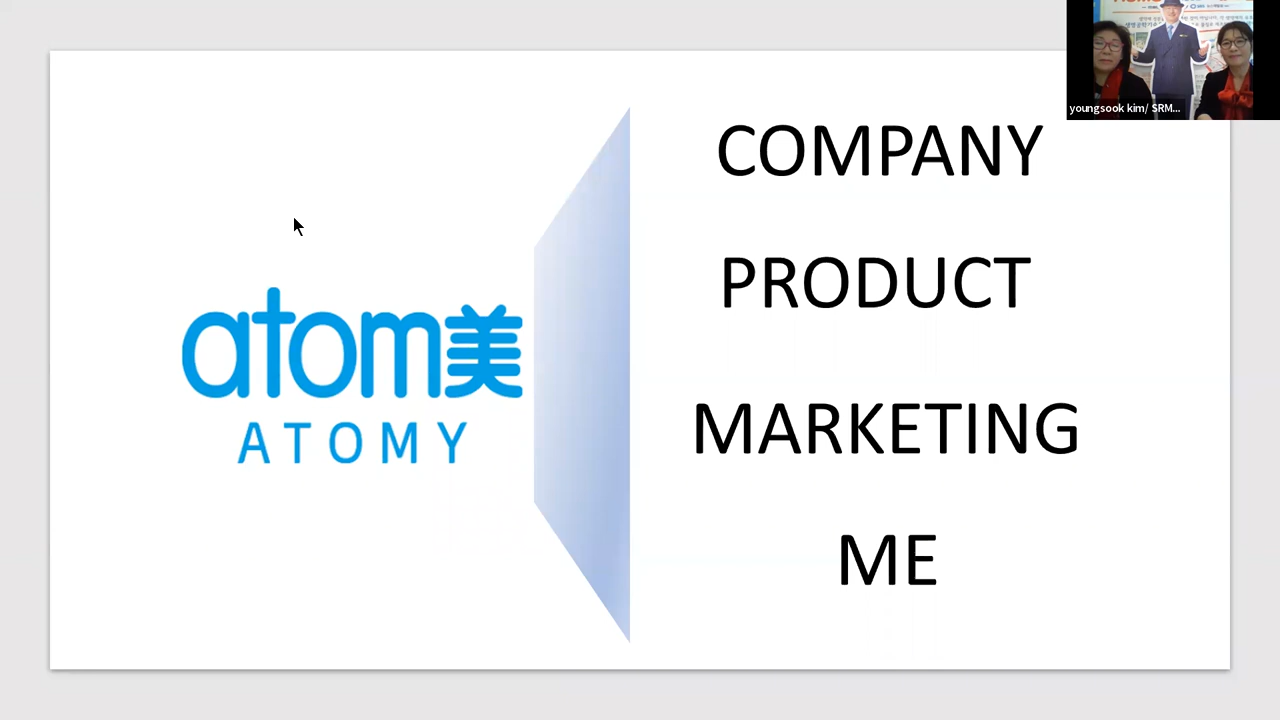 COMPANY
PRODUCT
MARKETING
ME
atom美
ATOMY
youngsook kim/ SRM...